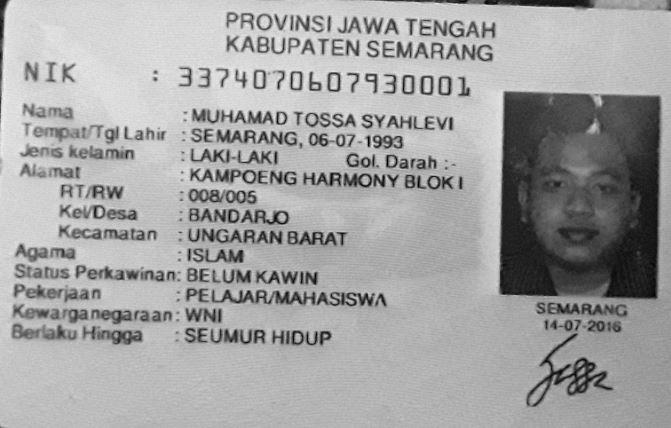 PROVINSI JAWA TENGAH
KABUPATEN SEMARANG
NIK : 3374070607930001
Nama : MUHAMAD TOSSA SYAHLEVI
Tempat/Tgl Lahir : SEMARANG, 06-07-1993
Jenis kelamin : LAKI-LAKI Gol. Darah :-
Alamat : KAMPOENG HARMONY BLOK I
RT/RW : 008/005
Kel/Desa : BANDARJO
Kecamatan : UNGARAN BARAT
Agama : ISLAM
Status Perkawinan: BELUM KAWIN
Pekerjaan : PELAJAR/MAHASISWA
Kewarganegaraan: WNI
Berlaku Hingga : SEUMUR HIDUP
SEMARANG
14-07-2016